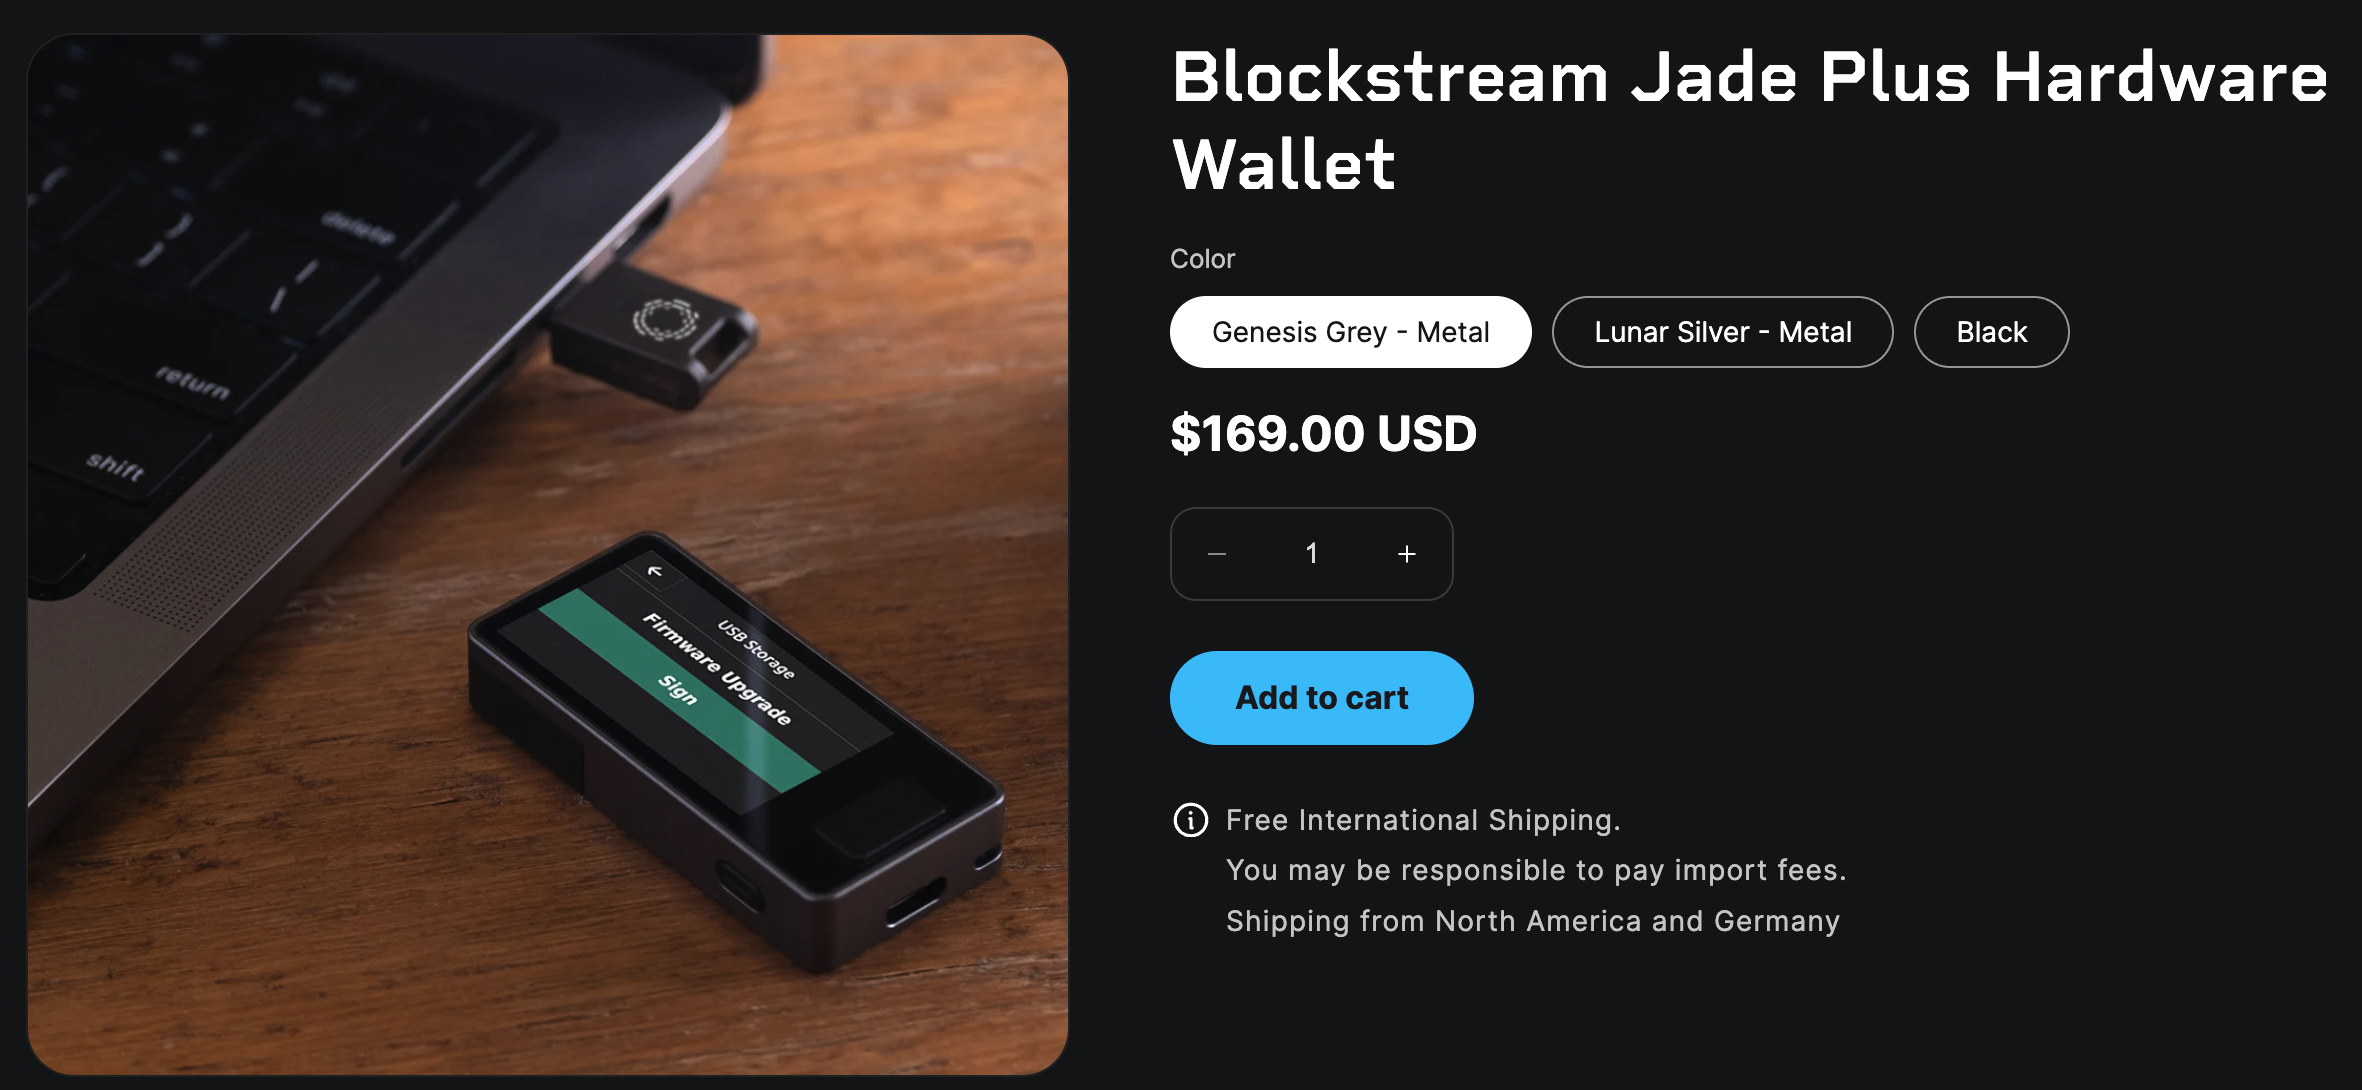 Blockstream Jade Plus Hardware
Wallet
Color
Genesis Grey - Metal
Lunar Silver - Metal
Black
$169.00 USD
− 1 +
Add to cart
Free International Shipping.
You may be responsible to pay import fees.
Shipping from North America and Germany
delete
return
shift
USB Storage
Firmware Upgrade
Sign